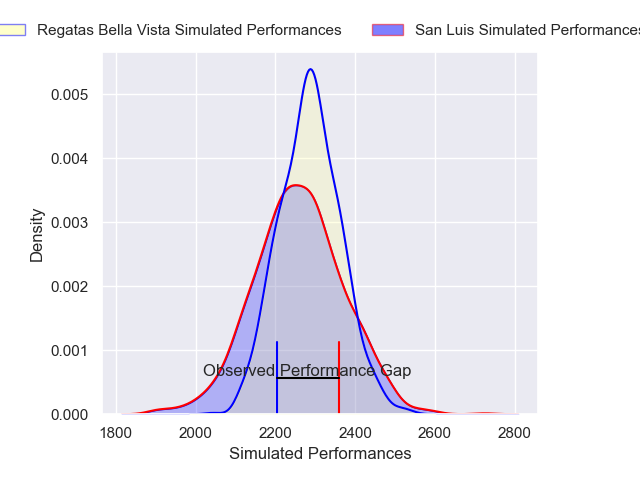 Regatas Bella Vista Simulated Performances
San Luis Simulated Performances
0.005
0.004
0.003
0.002
0.001
0.000
Density
Observed Performance Gap
1800 2000 2200 2400 2600 2800
Simulated Performances